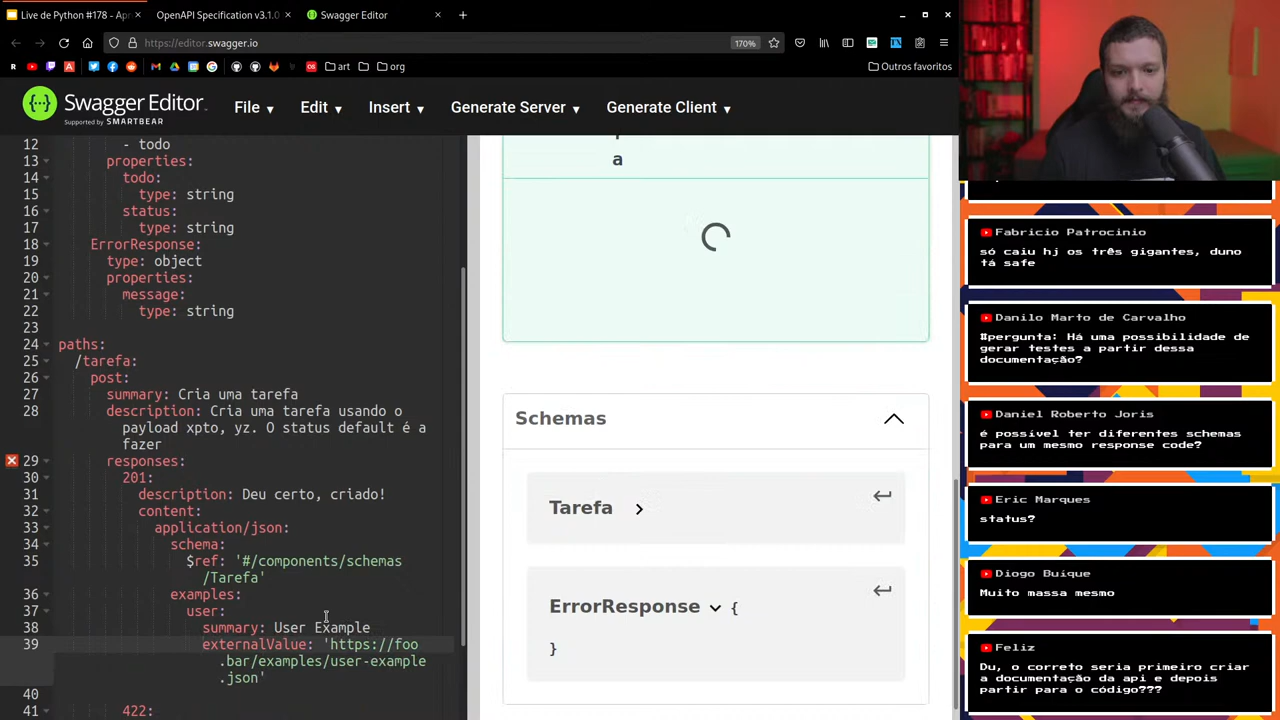 Live de Python #178 - Apr
OpenAPI Specification v3.1.0
Swagger Editor
https://editor.swagger.io
170%
art
org
Outros favoritos
Swagger Editor
Supported by SMARTBEAR
File
Edit
Insert
Generate Server
Generate Client
12 - todo
13 properties:
14 todo:
15 type: string
16 status:
17 type: string
18 ErrorResponse:
19 type: object
20 properties:
21 message:
22 type: string
23
24 paths:
25 /tarefa:
26 post:
27 summary: Cria uma tarefa
28 description: Cria uma tarefa usando o
payload xpto, yz. O status default é a
fazer
29 responses:
30 201:
31 description: Deu certo, criado!
32 content:
33 application/json:
34 schema:
35 $ref: '#/components/schemas
/Tarefa'
36 examples:
37 user:
38 summary: User Example
39 externalValue: 'https://foo
.bar/examples/user-example
.json'
40
41 422:
a
Schemas
Tarefa
ErrorResponse {
}
Fabricio Patrocinio
só caiu hj os três gigantes, duno
tá safe
Danilo Marto de Carvalho
#pergunta: Há uma possibilidade de
gerar testes a partir dessa
documentação?
Daniel Roberto Joris
é possível ter diferentes schemas
para um mesmo response code?
Eric Marques
status?
Diogo Buíque
Muito massa mesmo
Feliz
Du, o correto seria primeiro criar
a documentação da api e depois
partir para o código???